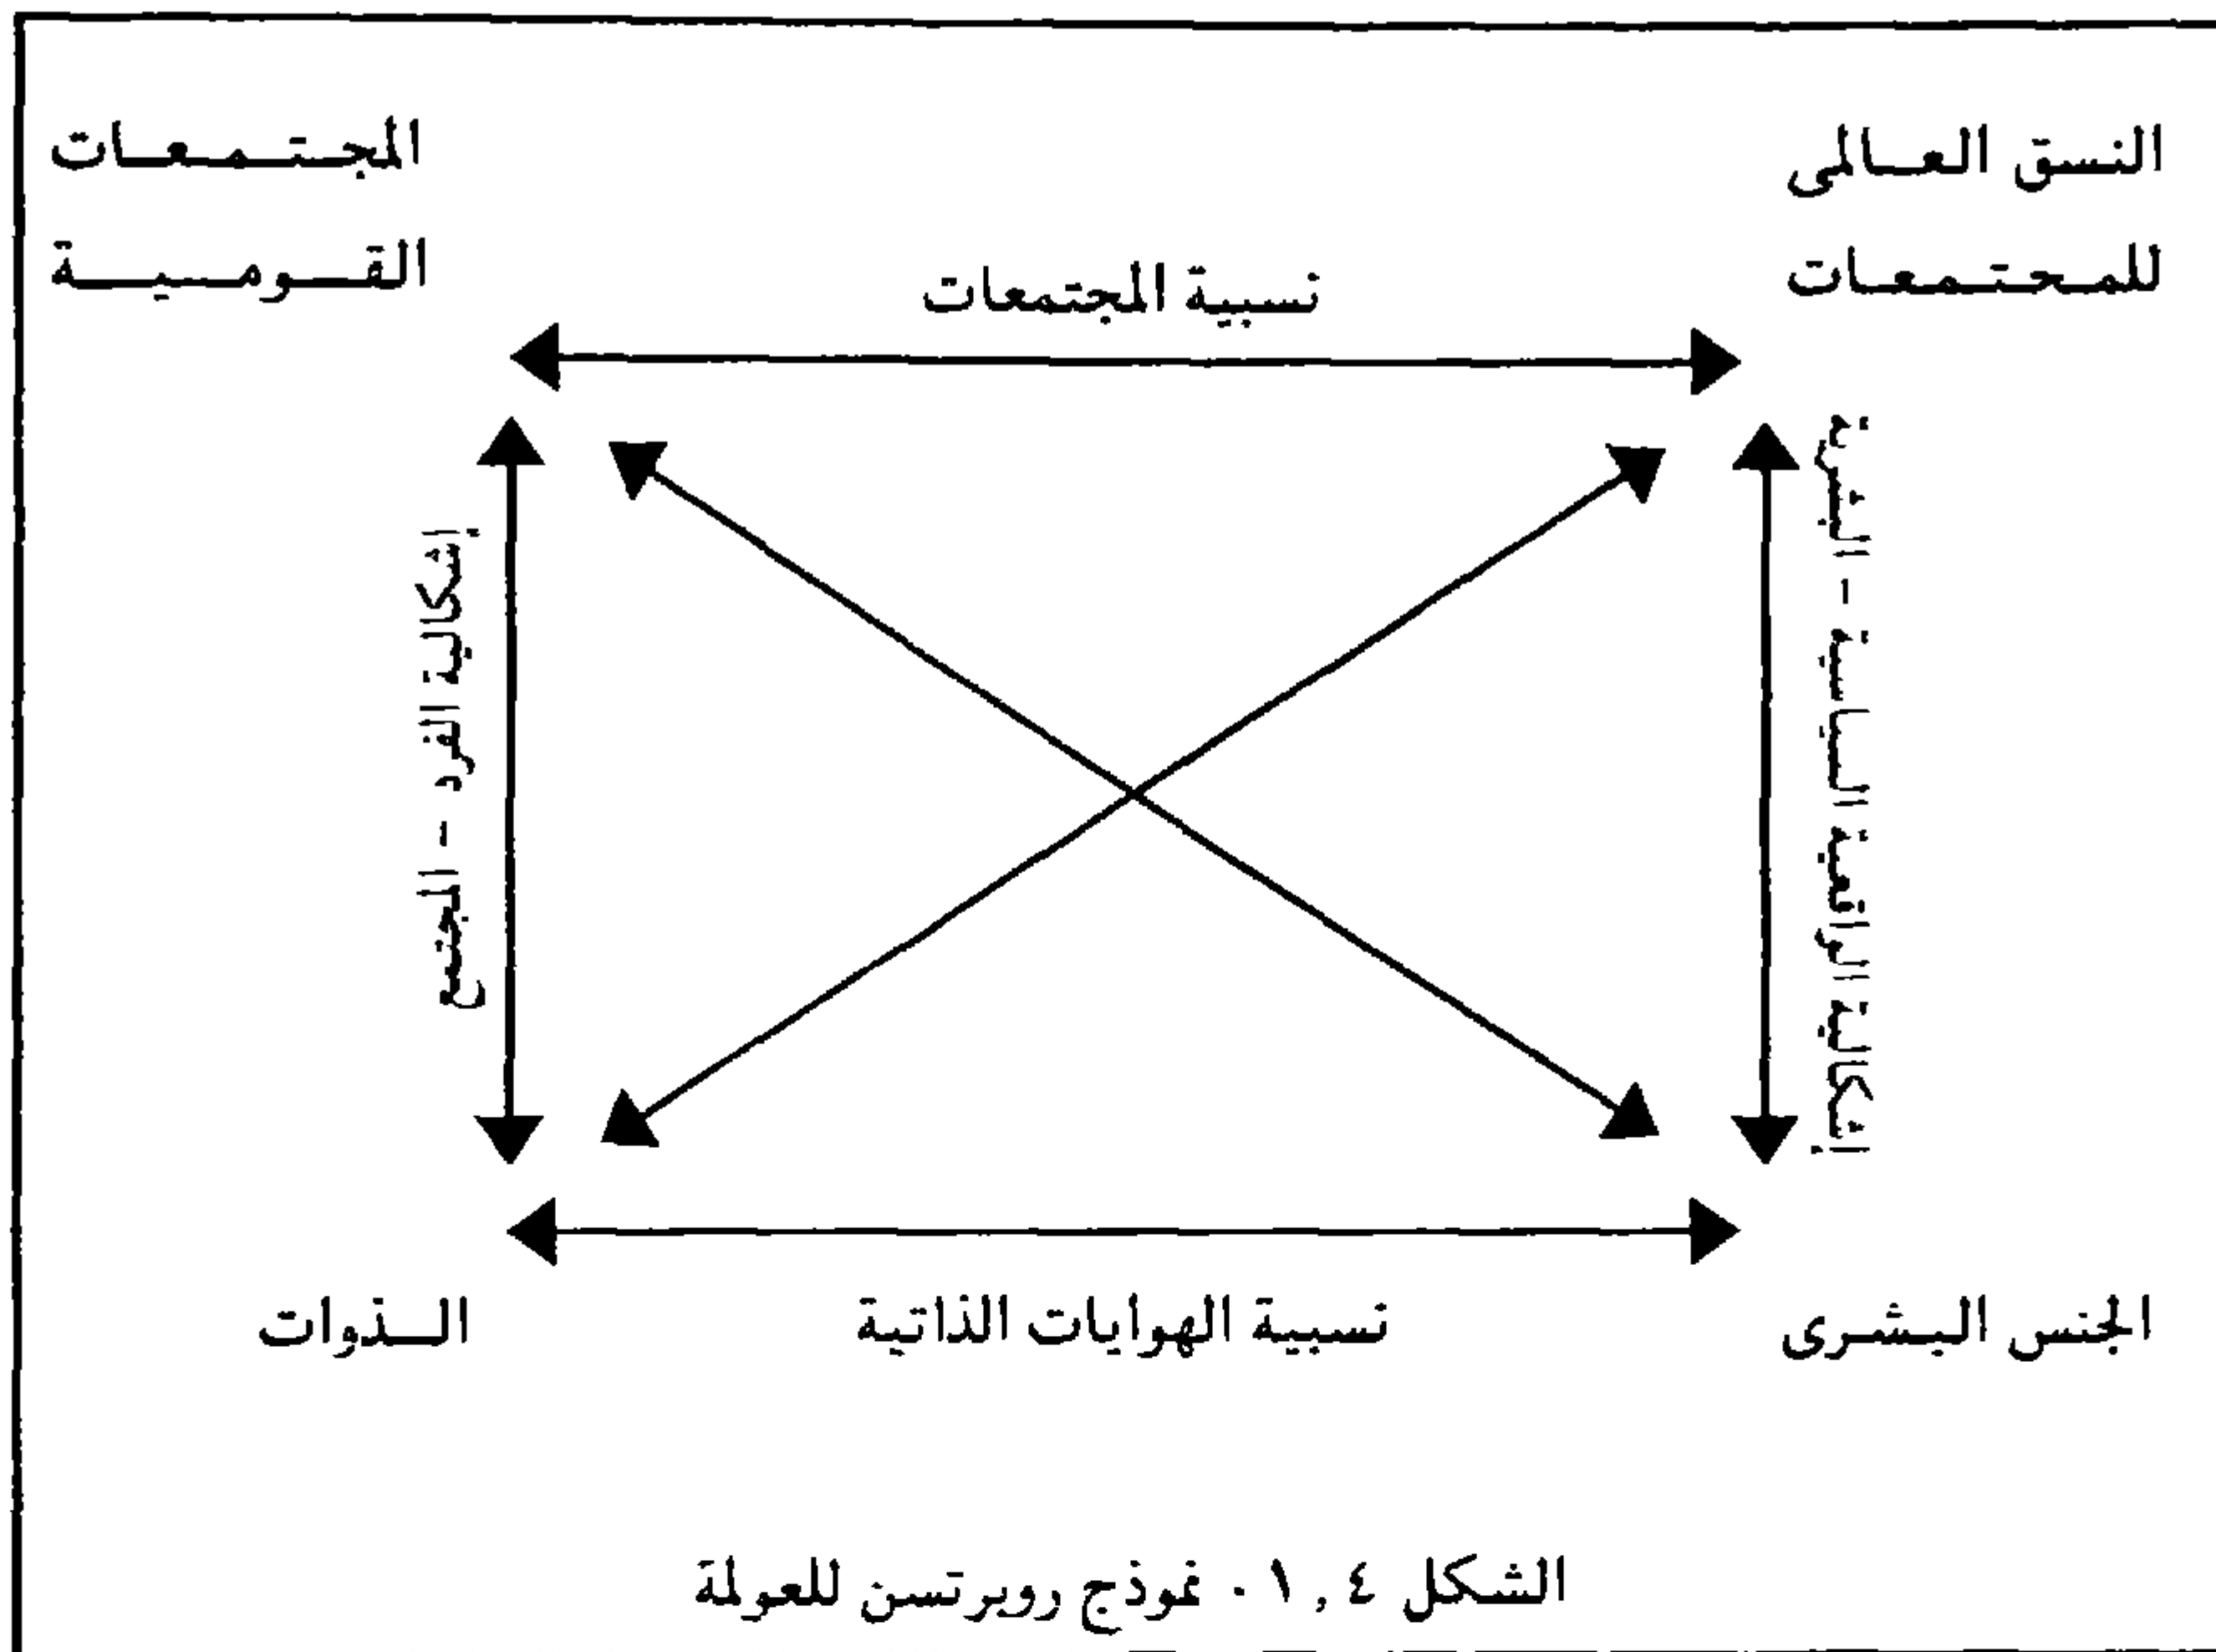 النسق العالمى
للمجتمعات
المجتمعات
القومية
نسبية المجتمعات
إشكالية الواقعية السياسية - البشرية
إشكالية الفرد - المجتمع
الجنس البشرى
نسبية الهوايات الذاتية
الذوات
الشكل ١,٤ . نموذج روبرتسن للعولمة